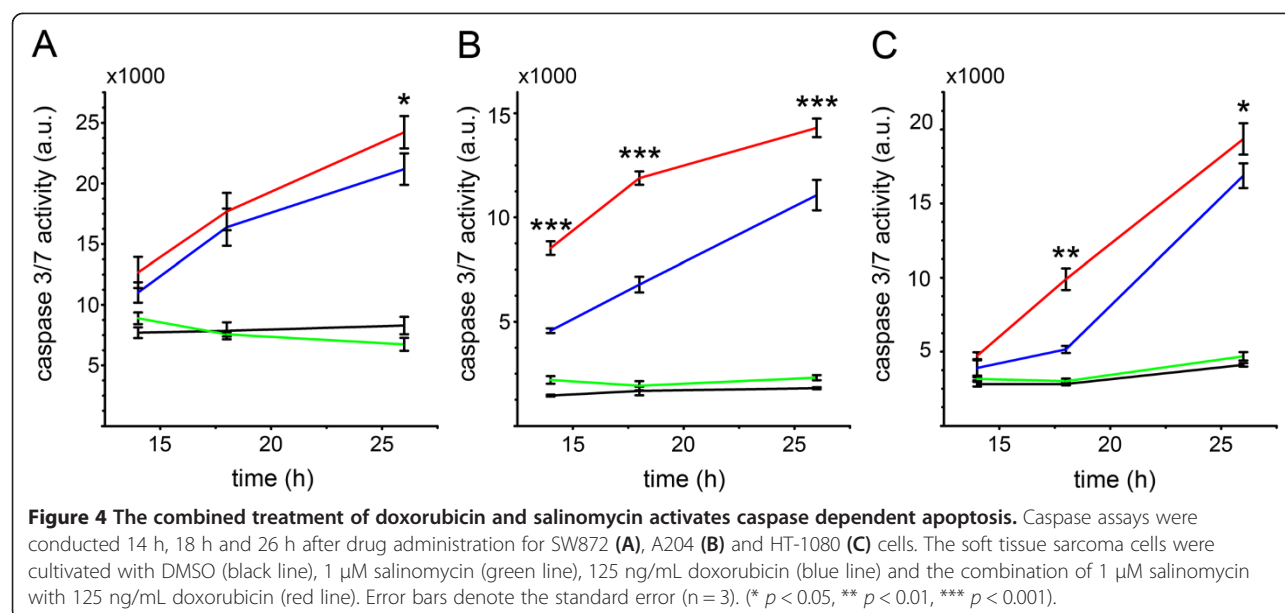 A
B
C
x1000
x1000
x1000
caspase 3/7 activity (a.u.)
25
20
15
10
5
*
15
20
25
time (h)
caspase 3/7 activity (a.u.)
15
10
5
***
***
***
15
20
25
time (h)
caspase 3/7 activity (a.u.)
20
15
10
5
**
*
15
20
25
time (h)
Figure 4 The combined treatment of doxorubicin and salinomycin activates caspase dependent apoptosis. Caspase assays were
conducted 14 h, 18 h and 26 h after drug administration for SW872 (A), A204 (B) and HT-1080 (C) cells. The soft tissue sarcoma cells were
cultivated with DMSO (black line), 1 μM salinomycin (green line), 125 ng/mL doxorubicin (blue line) and the combination of 1 μM salinomycin
with 125 ng/mL doxorubicin (red line). Error bars denote the standard error (n = 3). (* p < 0.05, ** p < 0.01, *** p < 0.001).